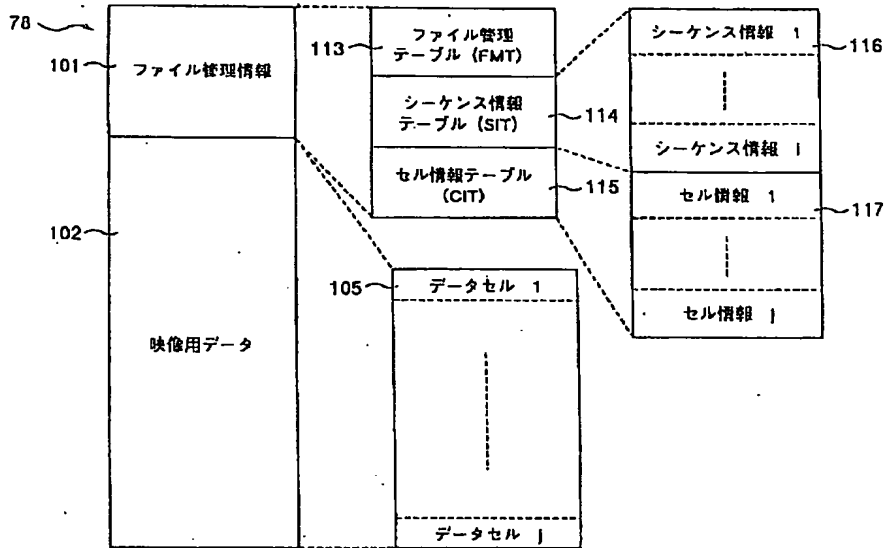 78
101
ファイル管理情報
102
映像用データ
113
ファイル管理
テーブル (FMT)
シーケンス情報
テーブル (SIT)
114
セル情報テーブル
(CIT)
115
105
データセル 1
データセル j
シーケンス情報 1
116
シーケンス情報 i
セル情報 1
117
セル情報 j